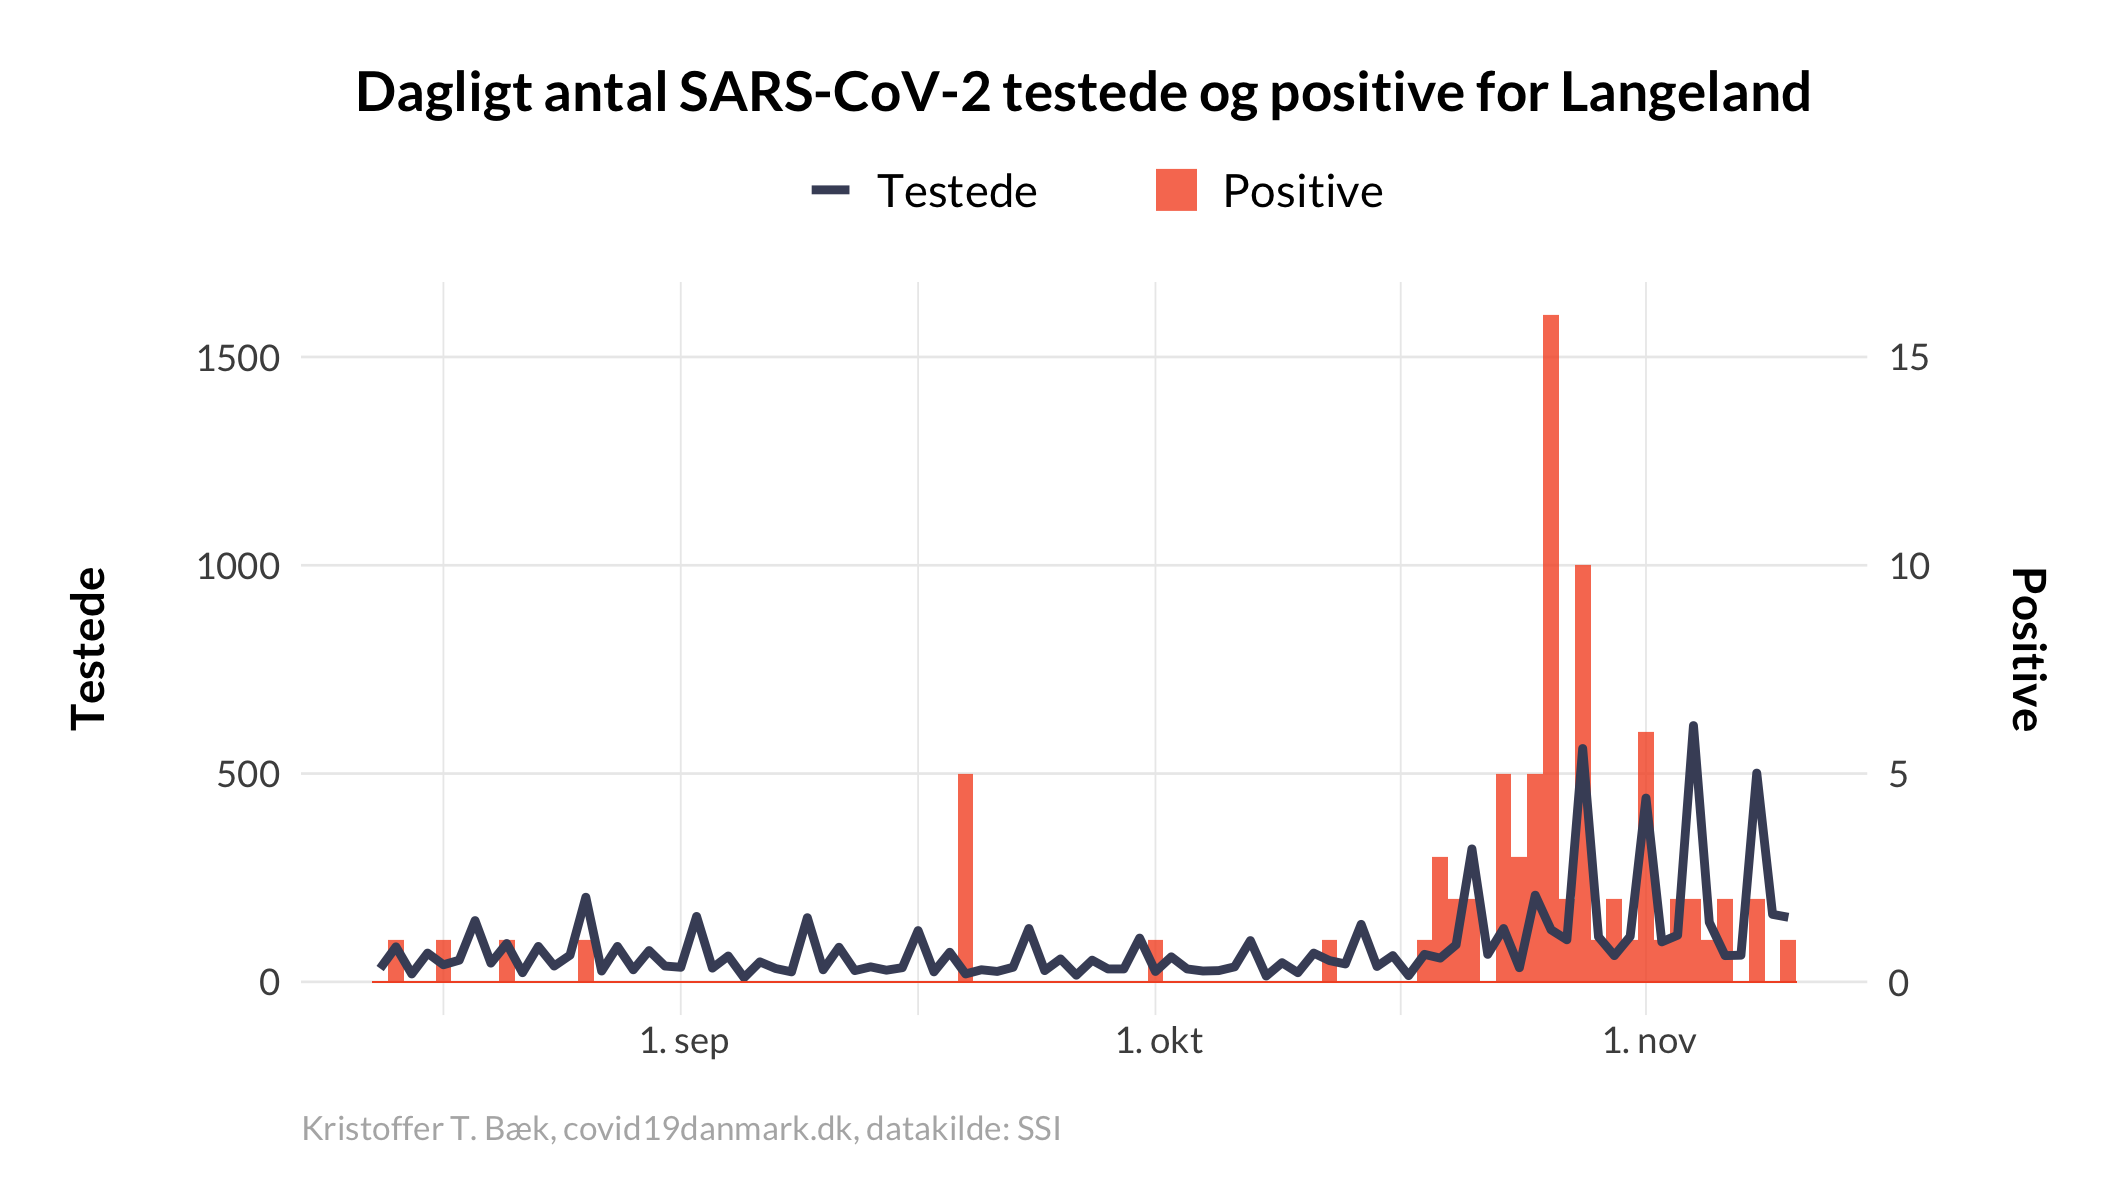 Dagligt antal SARS-CoV-2 testede og positive for Langeland
Testede Positive
1500 15
1000 10
Testede
Positive
500 5
0 0
1. sep 1. okt 1. nov
Kristoffer T. Bæk, covid19danmark.dk, datakilde: SSI